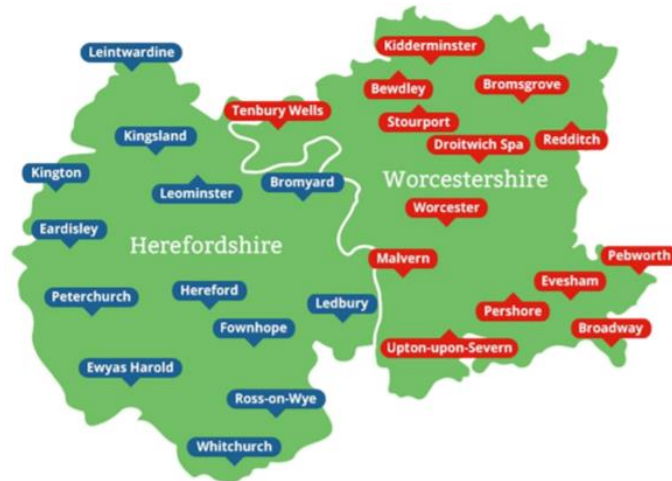 Leintwardine
Kidderminster
Bewdley
Bromsgrove
Tenbury Wells
Stourport
Kingsland
Droitwich Spa
Redditch
Kington
Leominster
Bromyard
Worcestershire
Worcester
Eardisley
Herefordshire
Malvern
Pebworth
Evesham
Peterchurch
Hereford
Ledbury
Pershore
Fownhope
Broadway
Upton-upon-Severn
Ewyas Harold
Ross-on-Wye
Whitchurch